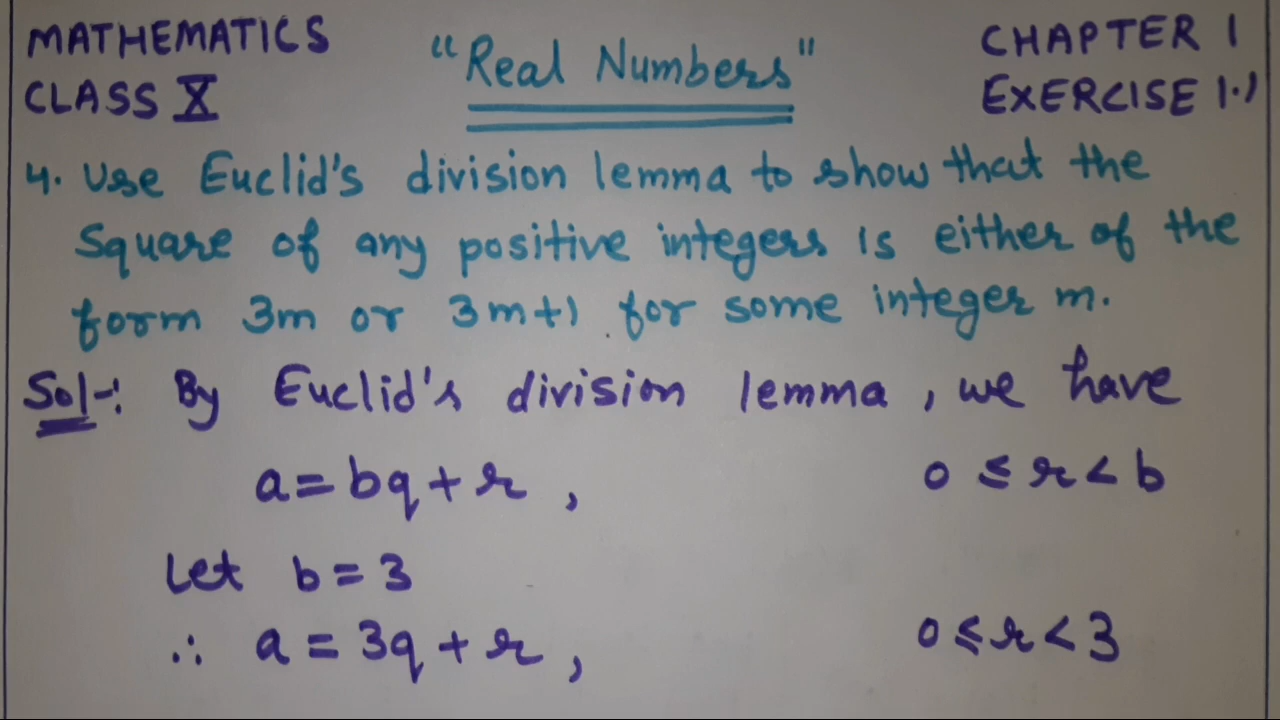 MATHEMATICS
CLASS X
"Real Numbers"
CHAPTER 1
EXERCISE 1.1
4. Use Euclid's division lemma to show that the
Square of any positive integers is either of the
form 3m or 3m+1 for some integer m.
Sol-: By Euclid's division lemma, we have
a=bq+r, 0≤r<b
Let b=3
∴ a=3q+r, 0≤r<3